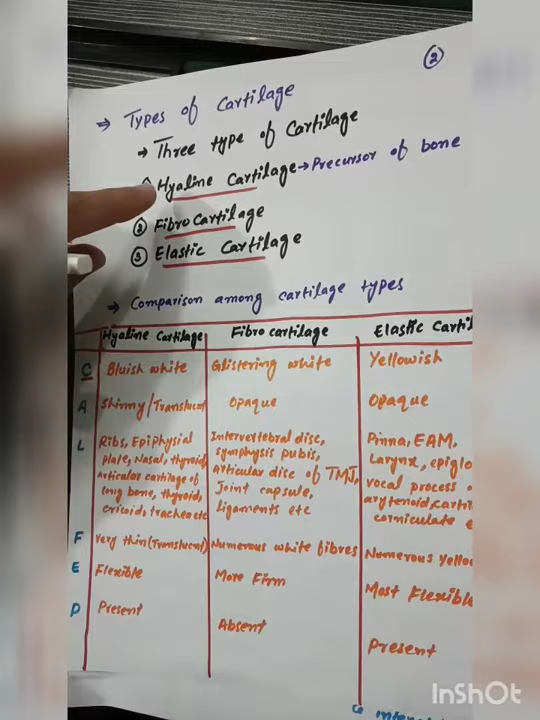 2
→ Types of Cartilage
→ Three type of Cartilage
Hyaline Cartilage → Precursor of bone
② Fibro Cartilage
③ Elastic Cartilage
→ Comparison among cartilage types
Hyaline Cartilage Fibro cartilage Elastic Cartil
C Bluish white Glistering white Yellowish
A Shinny/Translucent Opaque Opaque
L Ribs, Epiphysial Intervertebral disc, Pinna, EAM,
plate, Nasal, thyroid, symphysis pubis, Larynx, epiglo
articular cartilage of articular disc of TMJ, vocal process o
long bone, thyroid, Joint capsule, arytenoid, carti
cricoid, trachea etc ligaments etc corniculate e
F Very thin (Translucent) Numerous white fibres Numerous Yello
E Flexible More Firm Most Flexible
P Present Absent Present
InShOt